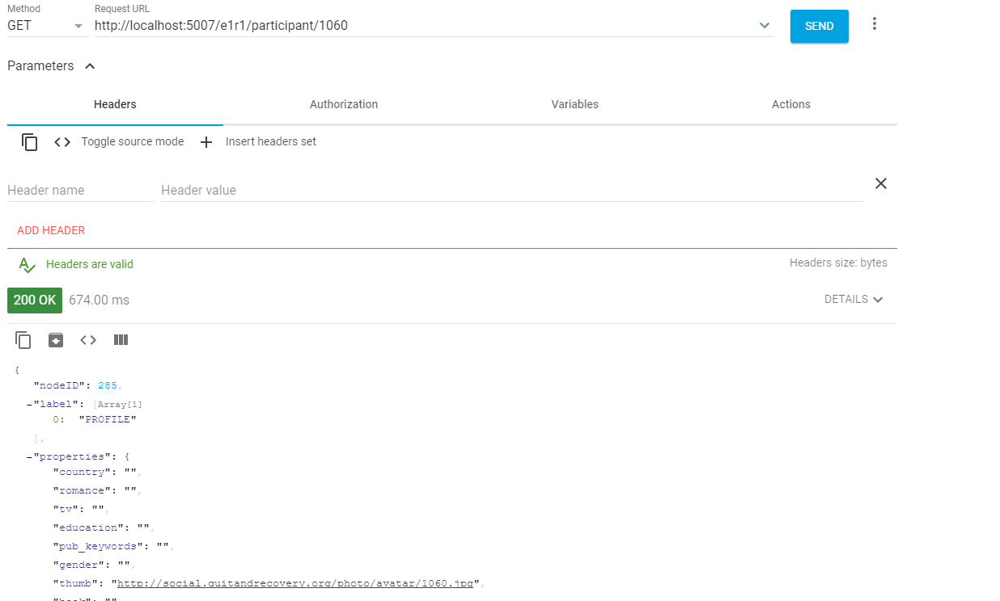 Method
Request URL
GET
http://localhost:5007/e1r1/participant/1060
SEND
Parameters
Headers
Authorization
Variables
Actions
Toggle source mode
Insert headers set
Header name
Header value
ADD HEADER
Headers are valid
Headers size: bytes
200 OK
674.00 ms
DETAILS
{
"nodeID": 285,
-"label": [Array[1]
0: "PROFILE"
],
-"properties": {
"country": "",
"romance": "",
"tv": "",
"education": "",
"pub_keywords": "",
"gender": "",
"thumb": "http://social.quitandrecovery.org/photo/avatar/1060.jpg",